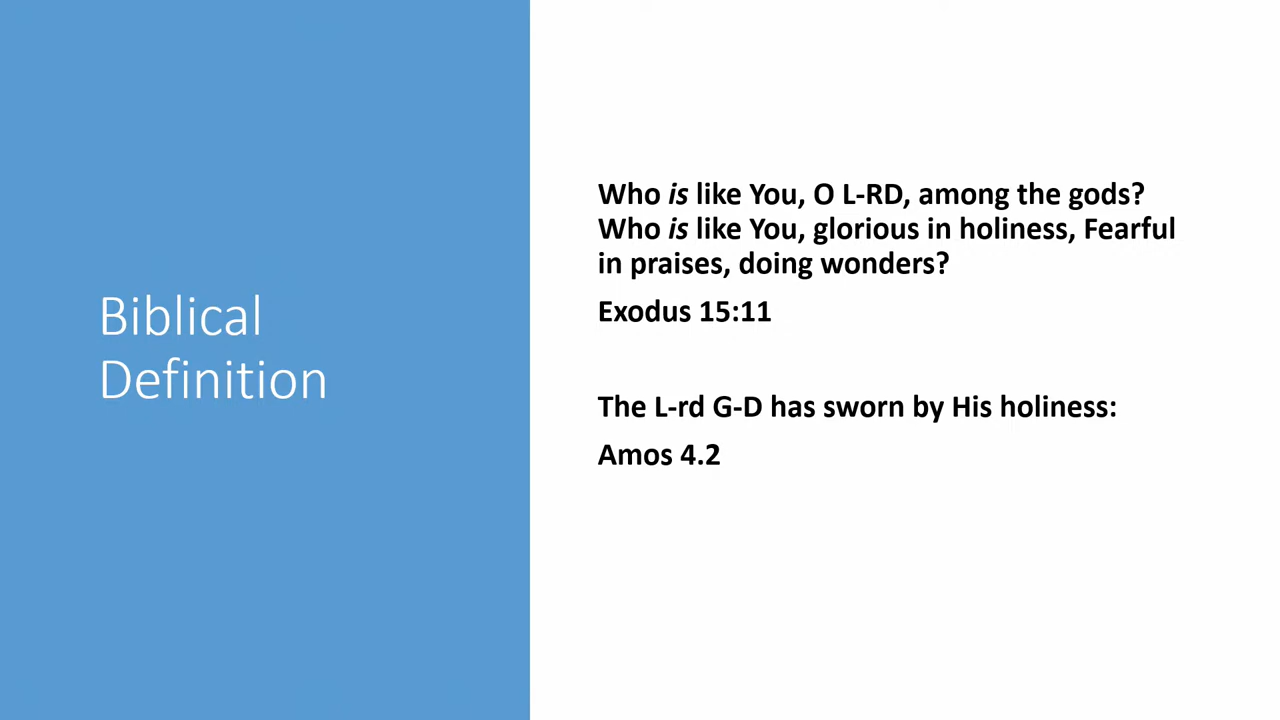 Biblical
Definition
Who is like You, O L-RD, among the gods?
Who is like You, glorious in holiness, Fearful
in praises, doing wonders?
Exodus 15:11
The L-rd G-D has sworn by His holiness:
Amos 4.2